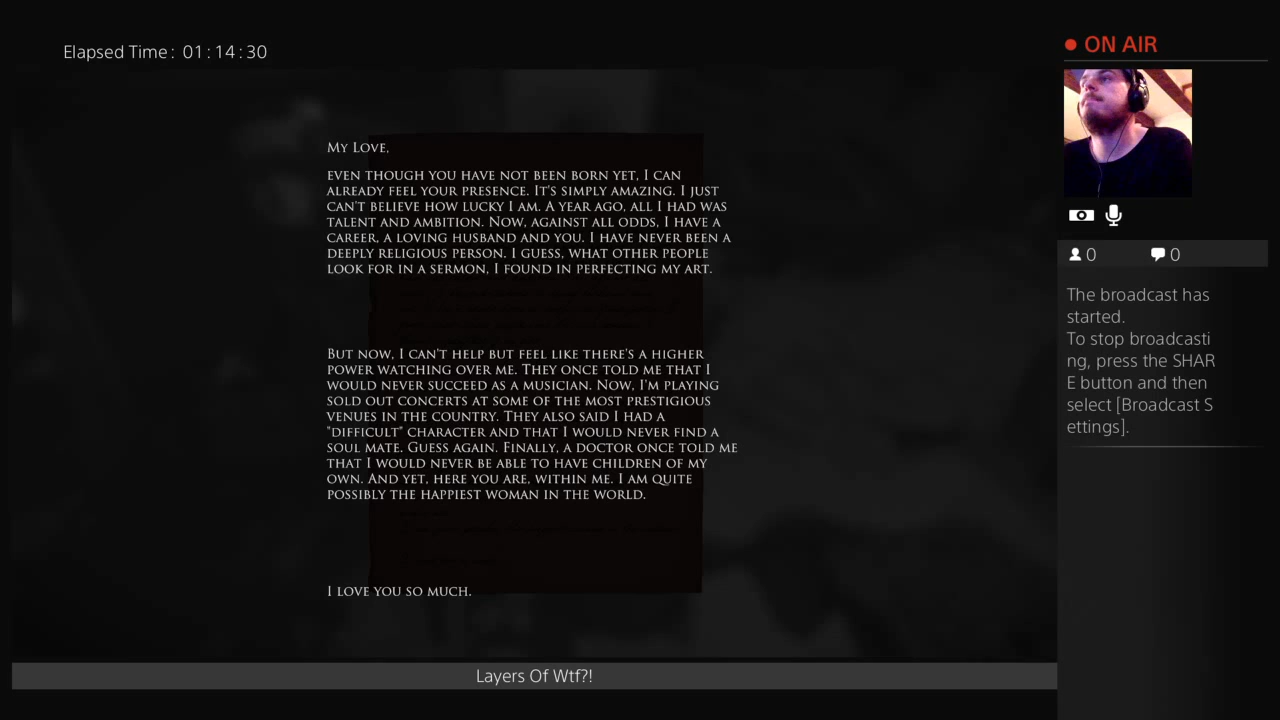 Elapsed Time: 01:14:30
ON AIR
MY LOVE,
EVEN THOUGH YOU HAVE NOT BEEN BORN YET, I CAN
ALREADY FEEL YOUR PRESENCE. IT'S SIMPLY AMAZING. I JUST
CAN'T BELIEVE HOW LUCKY I AM. A YEAR AGO, ALL I HAD WAS
TALENT AND AMBITION. NOW, AGAINST ALL ODDS, I HAVE A
CAREER, A LOVING HUSBAND AND YOU. I HAVE NEVER BEEN A
DEEPLY RELIGIOUS PERSON. I GUESS, WHAT OTHER PEOPLE
LOOK FOR IN A SERMON, I FOUND IN PERFECTING MY ART.
BUT NOW, I CAN'T HELP BUT FEEL LIKE THERE'S A HIGHER
POWER WATCHING OVER ME. THEY ONCE TOLD ME THAT I
WOULD NEVER SUCCEED AS A MUSICIAN. NOW, I'M PLAYING
SOLD OUT CONCERTS AT SOME OF THE MOST PRESTIGIOUS
VENUES IN THE COUNTRY. THEY ALSO SAID I HAD A
"DIFFICULT" CHARACTER AND THAT I WOULD NEVER FIND A
SOUL MATE. GUESS AGAIN. FINALLY, A DOCTOR ONCE TOLD ME
THAT I WOULD NEVER BE ABLE TO HAVE CHILDREN OF MY
OWN. AND YET, HERE YOU ARE, WITHIN ME. I AM QUITE
POSSIBLY THE HAPPIEST WOMAN IN THE WORLD.
I LOVE YOU SO MUCH.
0 0
The broadcast has
started.
To stop broadcasti
ng, press the SHAR
E button and then
select [Broadcast S
ettings].
Layers Of Wtf?!